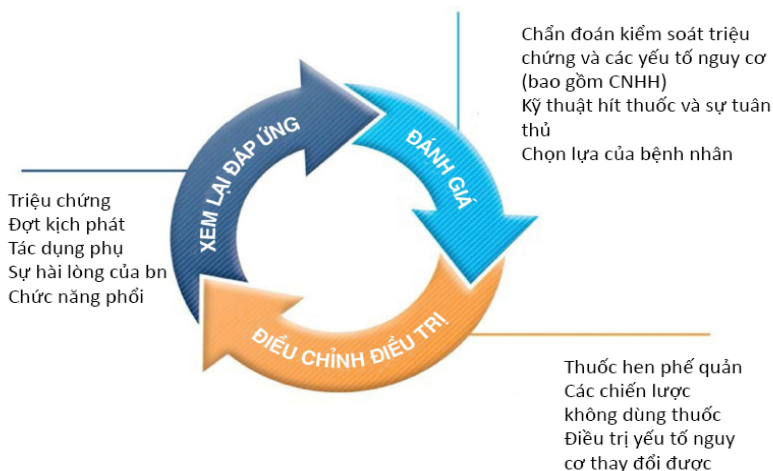 Chẩn đoán kiểm soát triệu
chứng và các yếu tố nguy cơ
(bao gồm CNHH)
Kỹ thuật hít thuốc và sự tuân
thủ
Chọn lựa của bệnh nhân
ĐÁNH GIÁ
XEM LẠI ĐÁP ỨNG
Triệu chứng
Đợt kịch phát
Tác dụng phụ
Sự hài lòng của bn
Chức năng phổi
ĐIỀU CHỈNH ĐIỀU TRỊ
Thuốc hen phế quản
Các chiến lược
không dùng thuốc
Điều trị yếu tố nguy
cơ thay đổi được